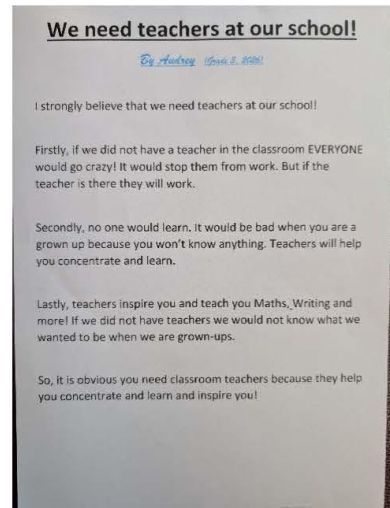 We need teachers at our school!
By Audrey (Grade 3, 2020)
I strongly believe that we need teachers at our school!
Firstly, if we did not have a teacher in the classroom EVERYONE
would go crazy! It would stop them from work. But if the
teacher is there they will work.
Secondly, no one would learn. It would be bad when you are a
grown up because you won't know anything. Teachers will help
you concentrate and learn.
Lastly, teachers inspire you and teach you Maths, Writing and
more! If we did not have teachers we would not know what we
wanted to be when we are grown-ups.
So, it is obvious you need classroom teachers because they help
you concentrate and learn and inspire you!